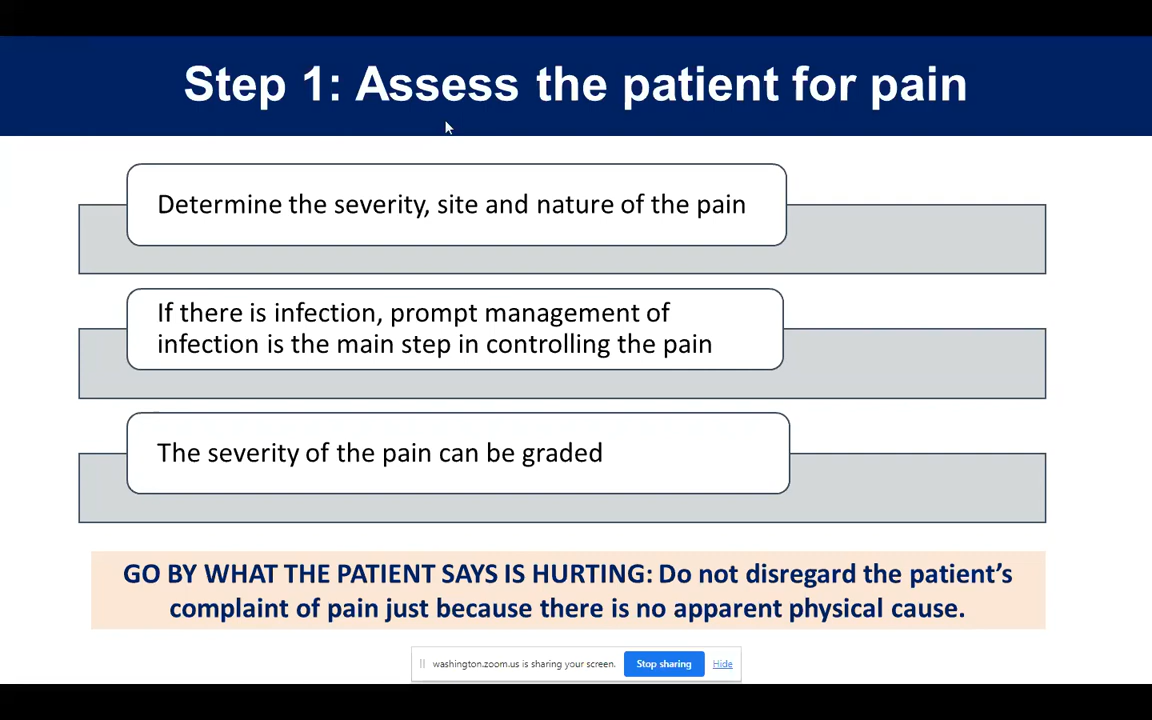 Step 1: Assess the patient for pain
Determine the severity, site and nature of the pain
If there is infection, prompt management of
infection is the main step in controlling the pain
The severity of the pain can be graded
GO BY WHAT THE PATIENT SAYS IS HURTING: Do not disregard the patient’s
complaint of pain just because there is no apparent physical cause.
washington.zoom.us is sharing your screen. Stop sharing Hide